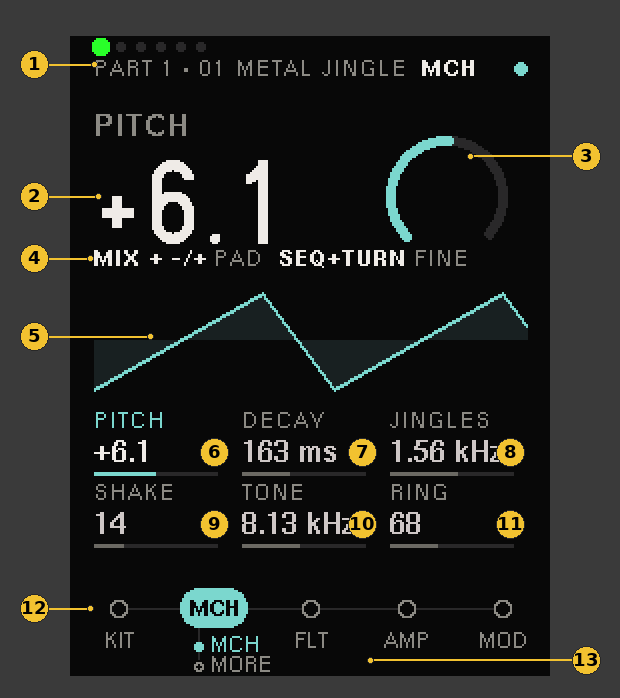 1 PART 1 · 01 METAL JINGLE MCH
PITCH
3
2 +6.1
4 MIX + -/+ PAD SEQ+TURN FINE
5
PITCH DECAY JINGLES
+6.1 6 163 ms 7 1.56 kHz 8
SHAKE TONE RING
14 9 8.13 kHz 10 68 11
12 MCH
KIT MCH FLT AMP MOD
MORE 13